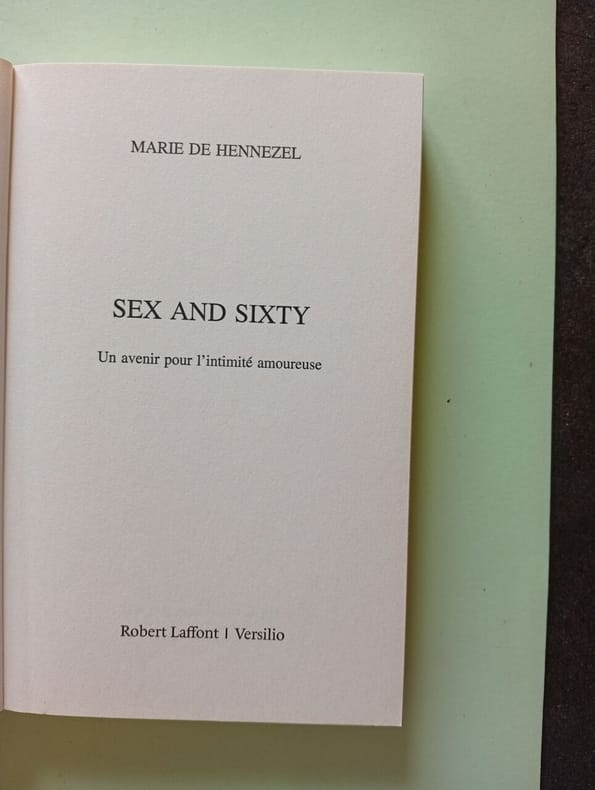 MARIE DE HENNEZEL
SEX AND SIXTY
Un avenir pour l'intimité amoureuse
Robert Laffont | Versilio